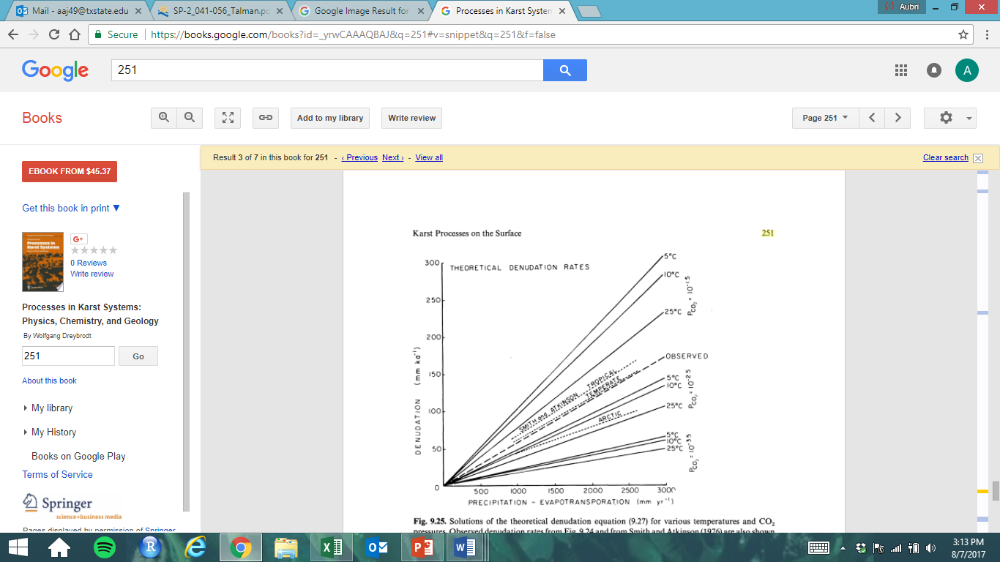 Mail - aaj49@txstate.edu
SP-2_041-056_Talman.pd
Google Image Result for
Processes in Karst System
Aubri
Secure
https://books.google.com/books?id=_yrwCAAAQBAJ&q=251#v=snippet&q=251&f=false
Google
251
A
Books
Add to my library
Write review
Page 251
Result 3 of 7 in this book for 251 - ‹ Previous Next › - View all
Clear search
EBOOK FROM $45.37
Get this book in print ▼
G+
0 Reviews
Write review
Processes in Karst Systems:
Physics, Chemistry, and Geology
By Wolfgang Dreybrodt
251
Go
About this book
My library
My History
Books on Google Play
Terms of Service
Springer
science+business media
Pages displayed by permission of Springer
Karst Processes on the Surface
251
THEORETICAL DENUDATION RATES
300
250
200
150
100
50
0
DENUDATION (mm ka⁻¹)
5°C
10°C
25°C
P_CO₂ = 10^-1.5
OBSERVED
SMITH and ATKINSON
TROPICAL
TEMPERATE
ARCTIC
5°C
10°C
25°C
P_CO₂ = 10^-2.5
5°C
10°C
25°C
P_CO₂ = 10^-3.5
500 1000 1500 2000 2500 3000
PRECIPITATION - EVAPOTRANSPORATION (mm yr⁻¹)
Fig. 9.25. Solutions of the theoretical denudation equation (9.27) for various temperatures and CO₂
pressures. Observed denudation rates from Fig. 9.24 and from Smith and Atkinson (1976) are also shown
3:13 PM
8/7/2017